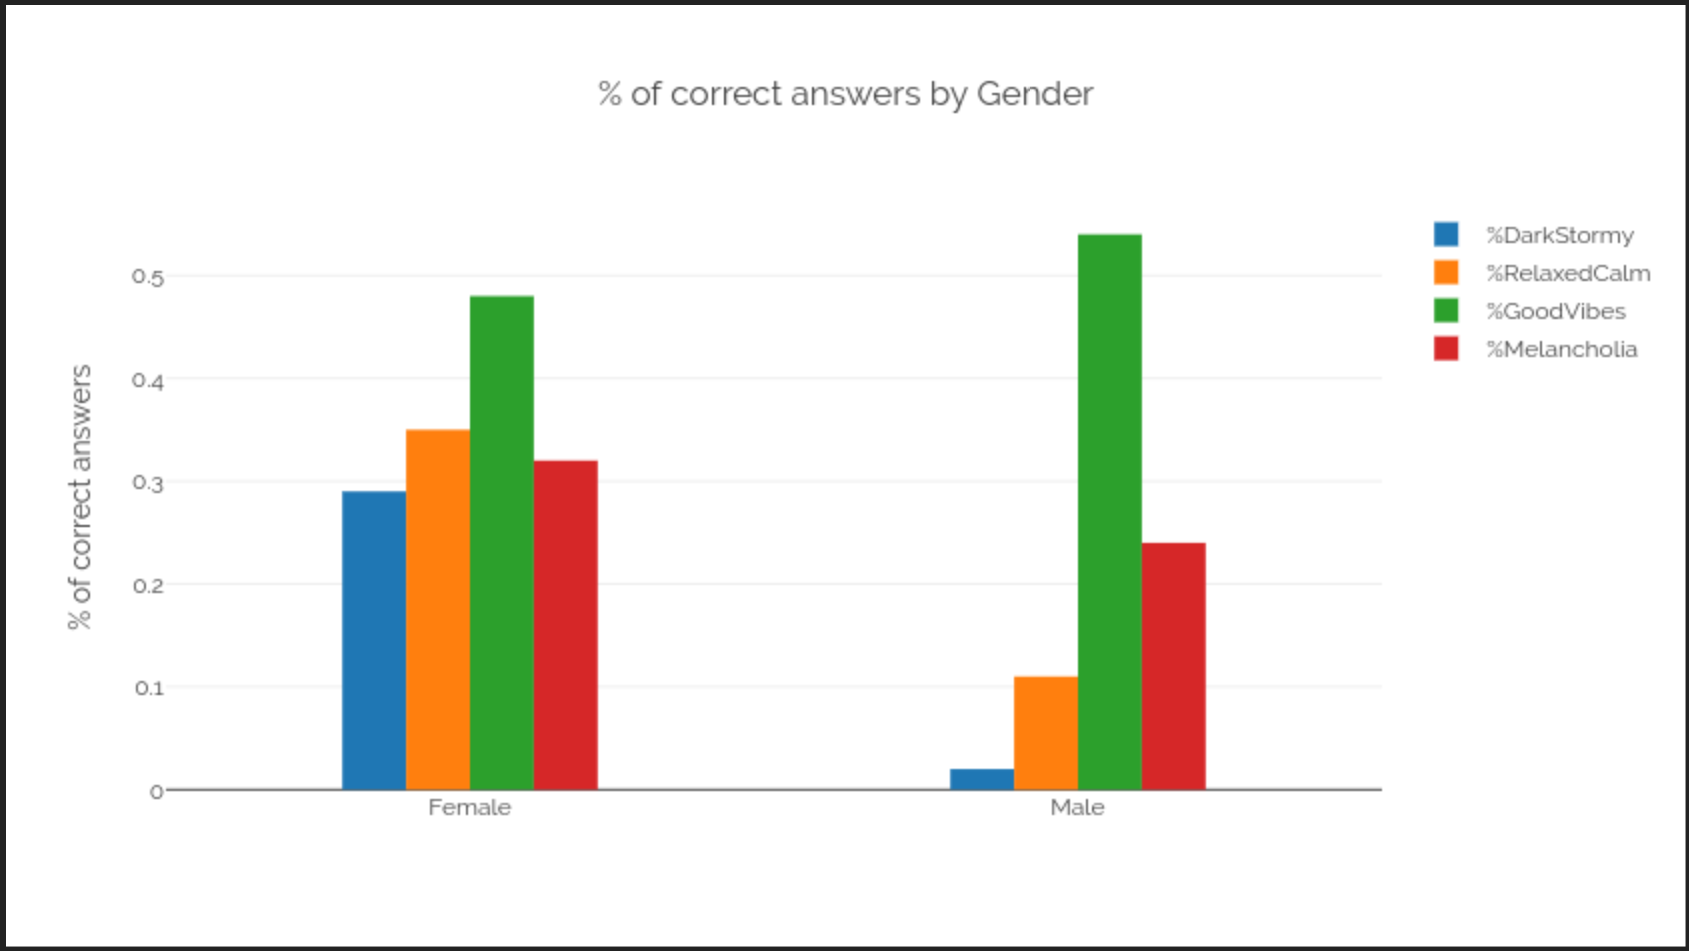 % of correct answers by Gender
%DarkStormy
%RelaxedCalm
%GoodVibes
%Melancholia
% of correct answers
0.5
0.4
0.3
0.2
0.1
0
Female
Male